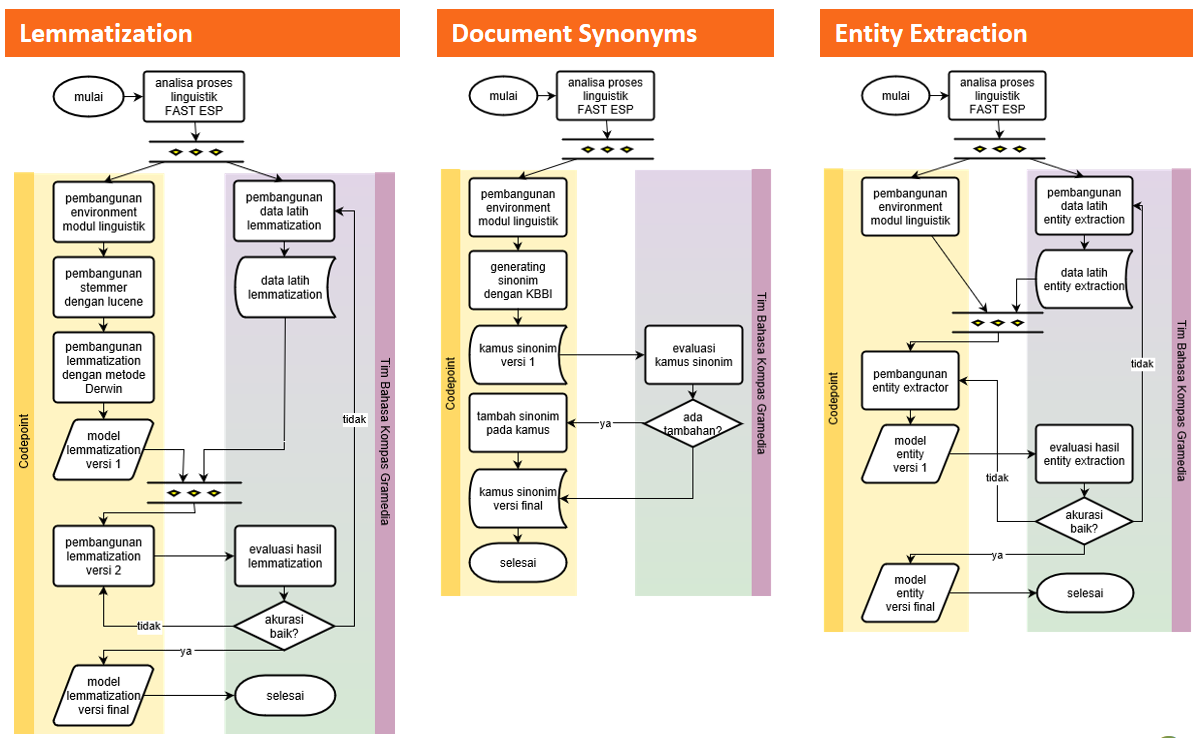 Lemmatization
mulai
analisa proses
linguistik
FAST ESP
pembangunan
environment
modul linguistik
pembangunan
data latih
lemmatization
pembangunan
stemmer
dengan lucene
data latih
lemmatization
pembangunan
lemmatization
dengan metode
Derwin
tidak
model
lemmatization
versi 1
Codepoint
Tim Bahasa Kompas Gramedia
pembangunan
lemmatization
versi 2
evaluasi hasil
lemmatization
akurasi
baik?
tidak
ya
model
lemmatization
versi final
selesai
Document Synonyms
mulai
analisa proses
linguistik
FAST ESP
pembangunan
environment
modul linguistik
generating
sinonim
dengan KBBI
kamus sinonim
versi 1
evaluasi
kamus sinonim
Codepoint
Tim Bahasa Kompas Gramedia
tambah sinonim
pada kamus
ya
ada
tambahan?
kamus sinonim
versi final
selesai
Entity Extraction
mulai
analisa proses
linguistik
FAST ESP
pembangunan
environment
modul linguistik
pembangunan
data latih
entity extraction
data latih
entity extraction
tidak
pembangunan
entity extractor
Codepoint
Tim Bahasa Kompas Gramedia
model
entity
versi 1
evaluasi hasil
entity extraction
tidak
akurasi
baik?
ya
model
entity
versi final
selesai